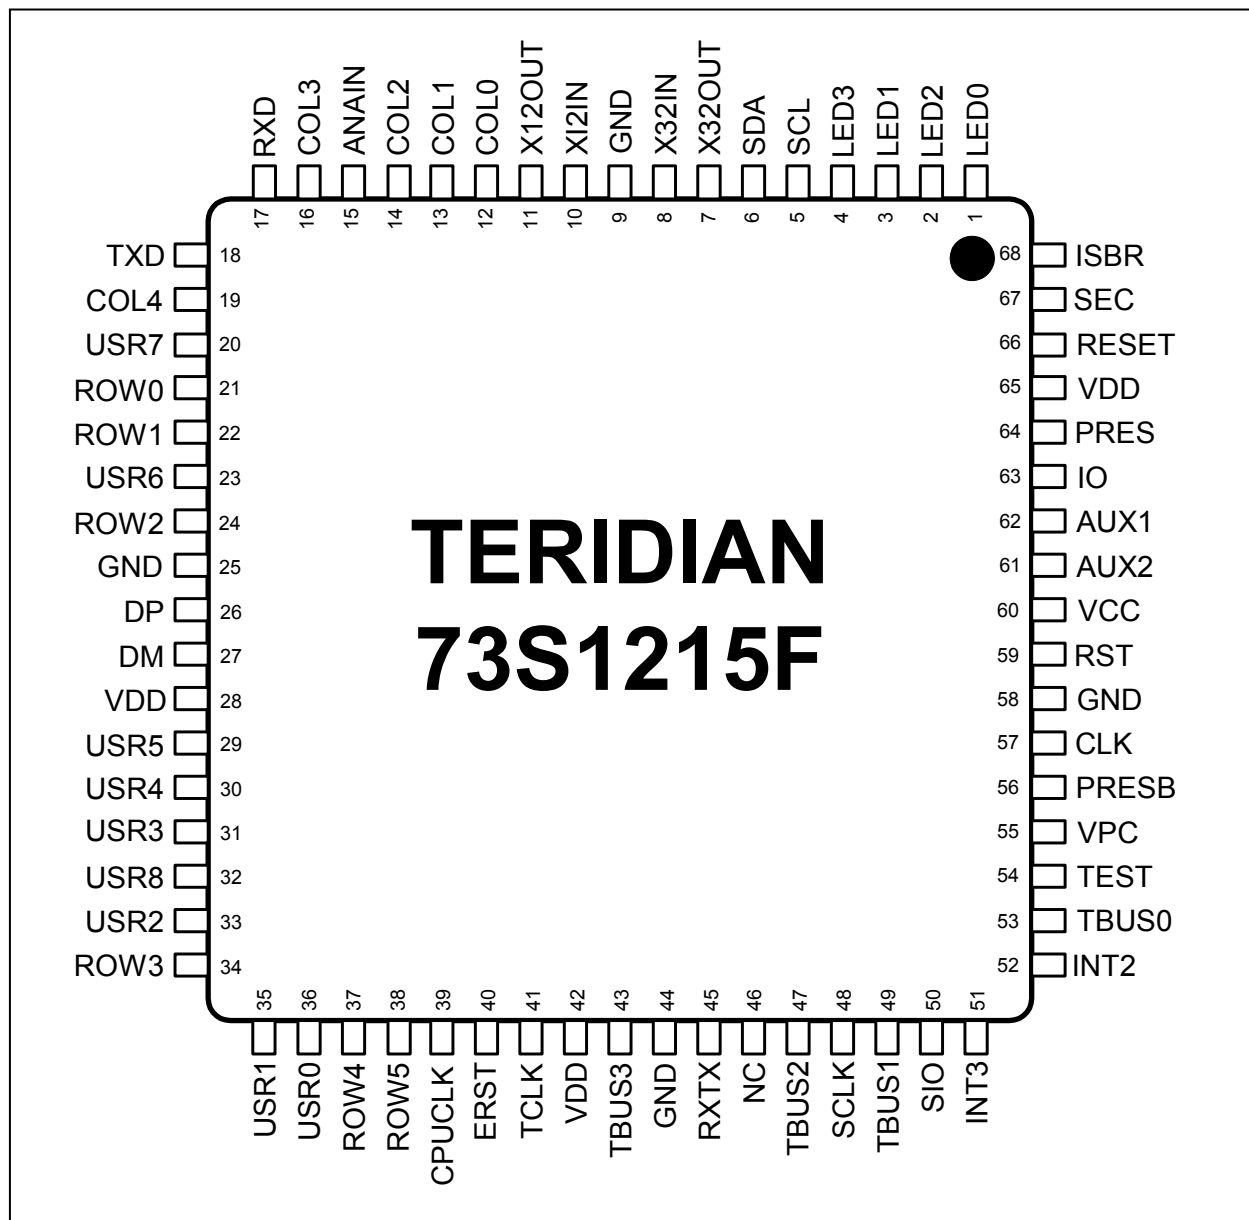 RXD
COL3
ANAIN
COL2
COL1
COL0
X12OUT
XI2IN
GND
X32IN
X32OUT
SDA
SCL
LED3
LED1
LED2
LED0
17
16
15
14
13
12
11
10
9
8
7
6
5
4
3
2
1
TXD 18
COL4 19
USR7 20
ROW0 21
ROW1 22
USR6 23
ROW2 24
GND 25
DP 26
DM 27
VDD 28
USR5 29
USR4 30
USR3 31
USR8 32
USR2 33
ROW3 34
TERIDIAN
73S1215F
68 ISBR
67 SEC
66 RESET
65 VDD
64 PRES
63 IO
62 AUX1
61 AUX2
60 VCC
59 RST
58 GND
57 CLK
56 PRESB
55 VPC
54 TEST
53 TBUS0
52 INT2
35
36
37
38
39
40
41
42
43
44
45
46
47
48
49
50
51
USR1
USR0
ROW4
ROW5
CPUCLK
ERST
TCLK
VDD
TBUS3
GND
RXTX
NC
TBUS2
SCLK
TBUS1
SIO
INT3